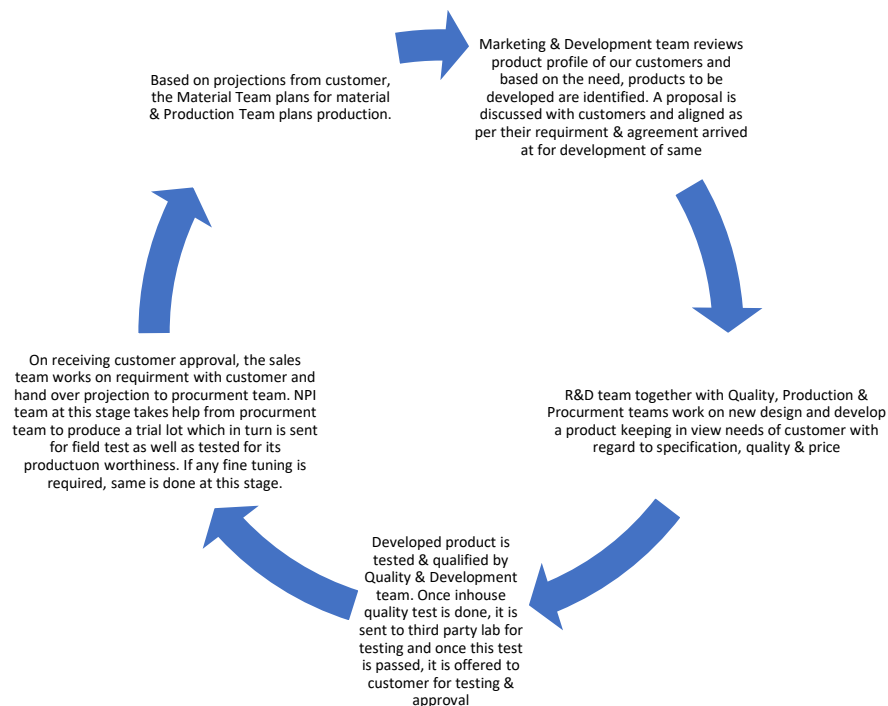 Marketing & Development team reviews
product profile of our customers and
based on the need, products to be
developed are identified. A proposal is
discussed with customers and aligned as
per their requirment & agreement arrived
at for development of same
R&D team together with Quality, Production &
Procurment teams work on new design and develop
a product keeping in view needs of customer with
regard to specification, quality & price
Developed product is
tested & qualified by
Quality & Development
team. Once inhouse
quality test is done, it is
sent to third party lab for
testing and once this test
is passed, it is offered to
customer for testing &
approval
On receiving customer approval, the sales
team works on requirment with customer and
hand over projection to procurment team. NPI
team at this stage takes help from procurment
team to produce a trial lot which in turn is sent
for field test as well as tested for its
productuon worthiness. If any fine tuning is
required, same is done at this stage.
Based on projections from customer,
the Material Team plans for material
& Production Team plans production.